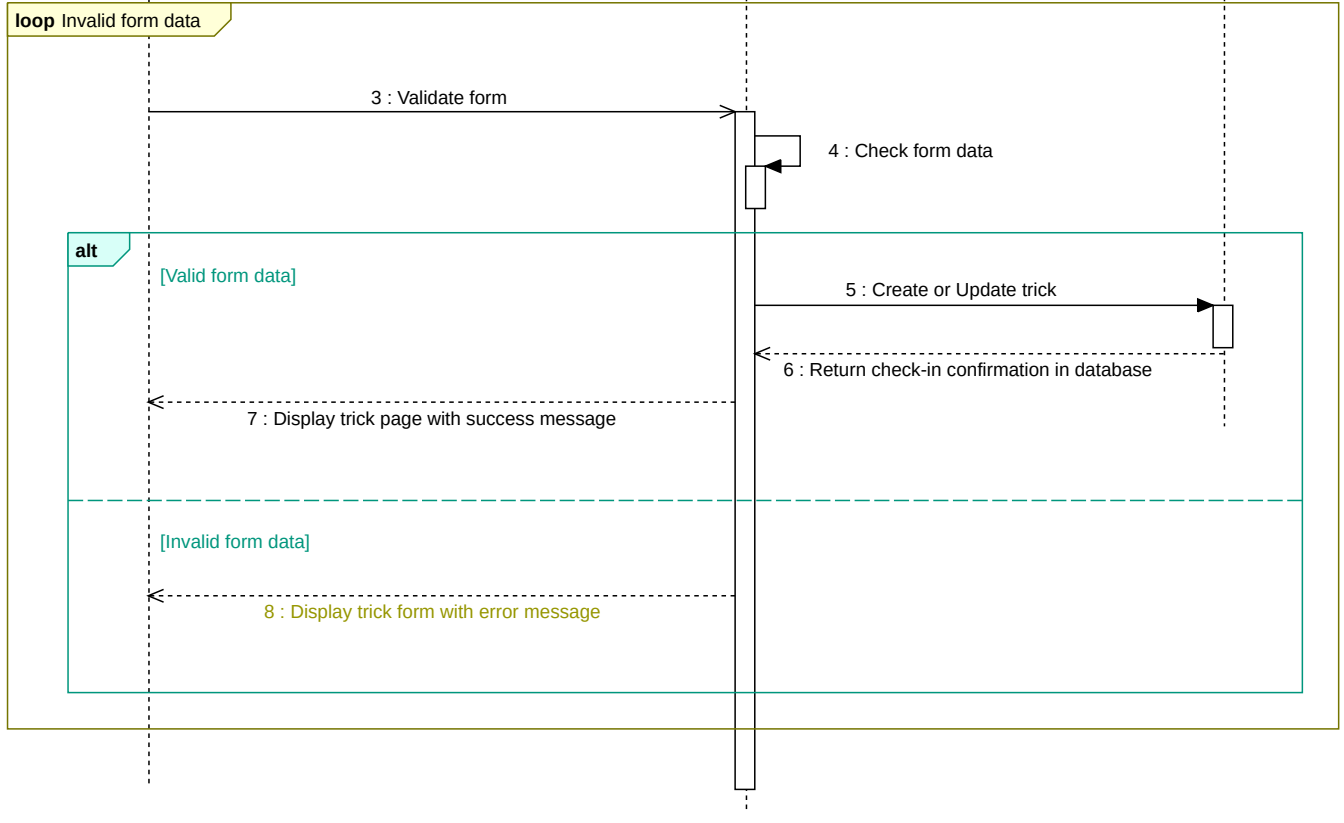 loop Invalid form data
3 : Validate form
4 : Check form data
alt
[Valid form data]
5 : Create or Update trick
6 : Return check-in confirmation in database
7 : Display trick page with success message
[Invalid form data]
8 : Display trick form with error message